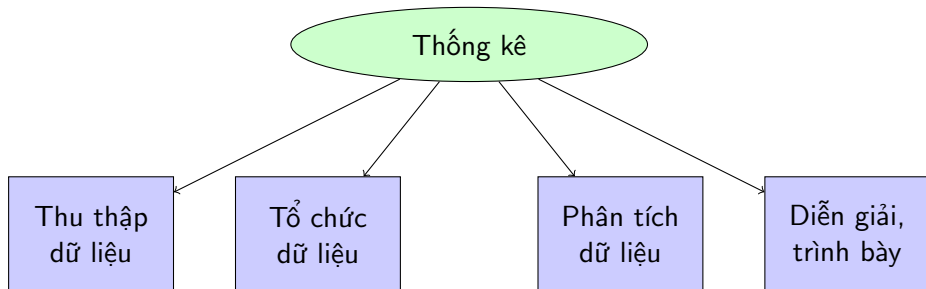 Thống kê
Thu thập
dữ liệu
Tổ chức
dữ liệu
Phân tích
dữ liệu
Diễn giải,
trình bày